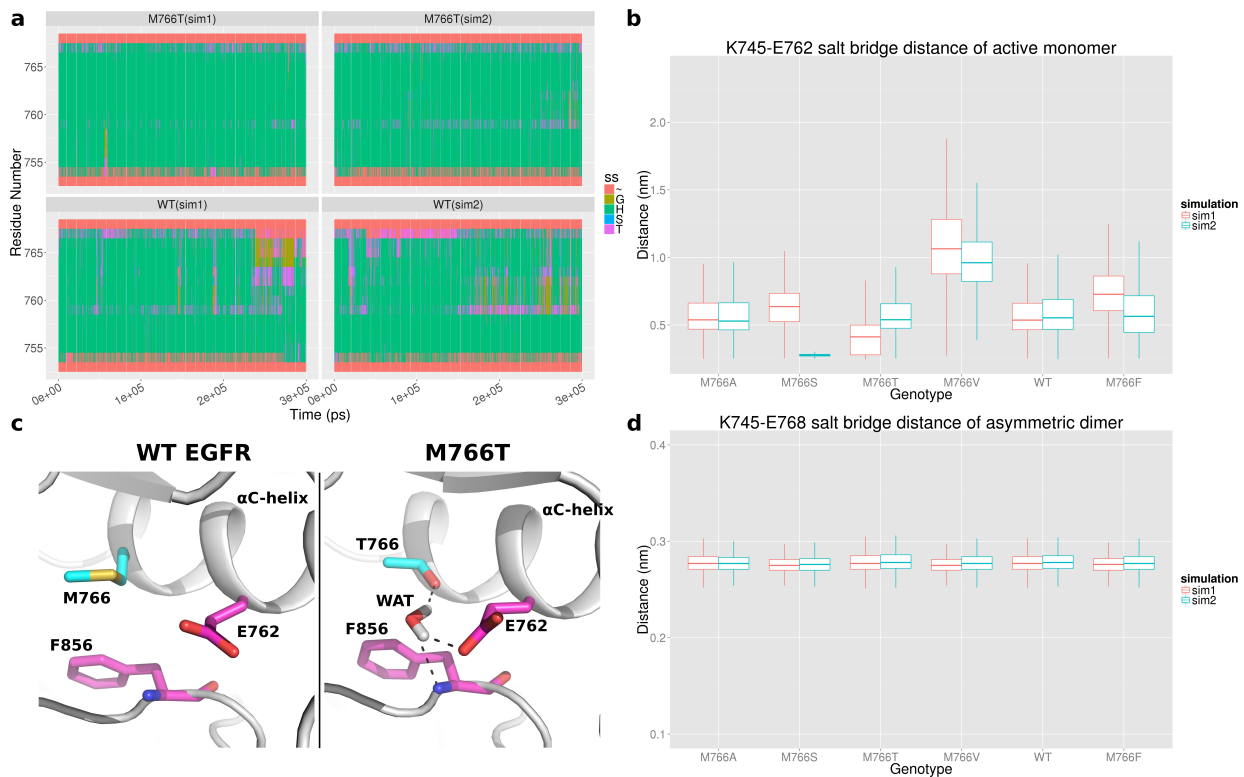 a
M766T(sim1)
M766T(sim2)
765
760
755
WT(sim1)
WT(sim2)
765
760
755
Residue Number
0e+00
1e+05
2e+05
3e+05
0e+00
1e+05
2e+05
3e+05
Time (ps)
ss
~
G
H
S
T
b
K745-E762 salt bridge distance of active monomer
Distance (nm)
2.0
1.5
1.0
0.5
M766A
M766S
M766T
M766V
WT
M766F
Genotype
simulation
sim1
sim2
c
WT EGFR
M766T
αC-helix
M766
E762
F856
αC-helix
T766
WAT
F856
E762
d
K745-E768 salt bridge distance of asymmetric dimer
Distance (nm)
0.4
0.3
0.2
0.1
M766A
M766S
M766T
M766V
WT
M766F
Genotype
simulation
sim1
sim2